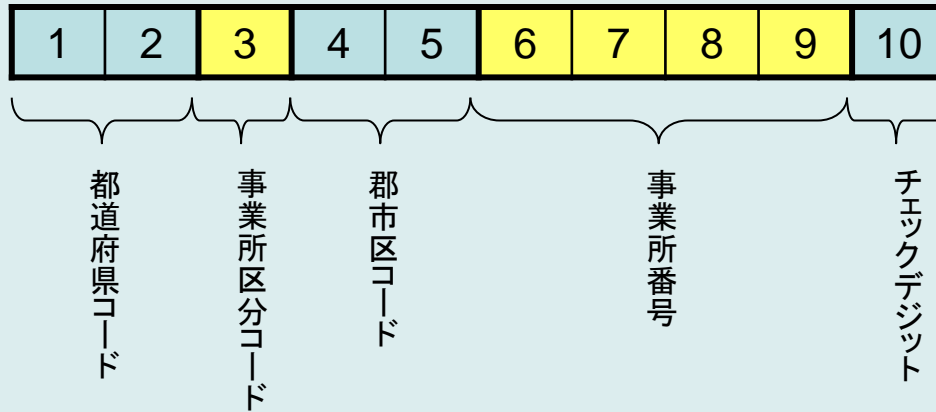 1 2 3 4 5 6 7 8 9 10
都道府県コード
事業所区分コード
郡市区コード
事業所番号
チェックデジット